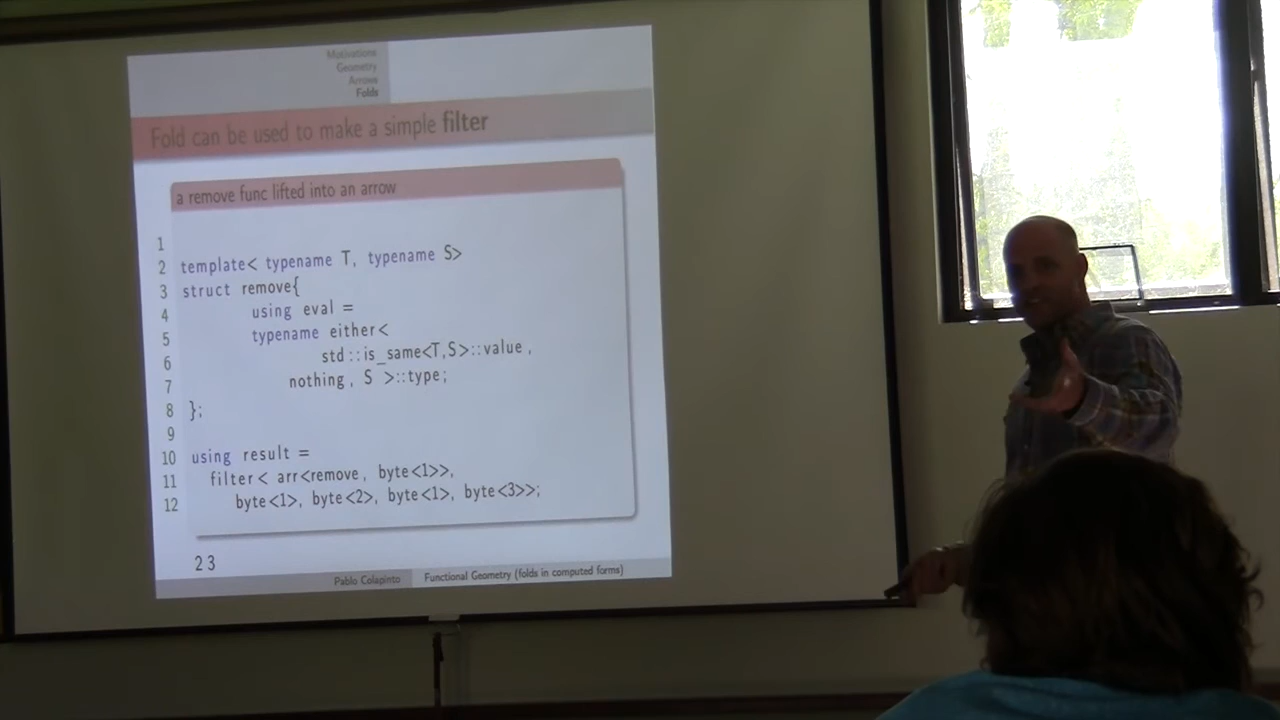 Motivations
Geometry
Arrows
Folds
Fold can be used to make a simple filter
a remove func lifted into an arrow
1
2 template< typename T, typename S>
3 struct remove{
4 using eval =
5 typename either<
6 std::is_same<T,S>::value,
7 nothing, S >::type;
8 };
9
10 using result =
11 filter< arr<remove, byte<1>>,
12 byte<1>, byte<2>, byte<1>, byte<3>>;
23
Pablo Colapinto Functional Geometry (folds in computed forms)